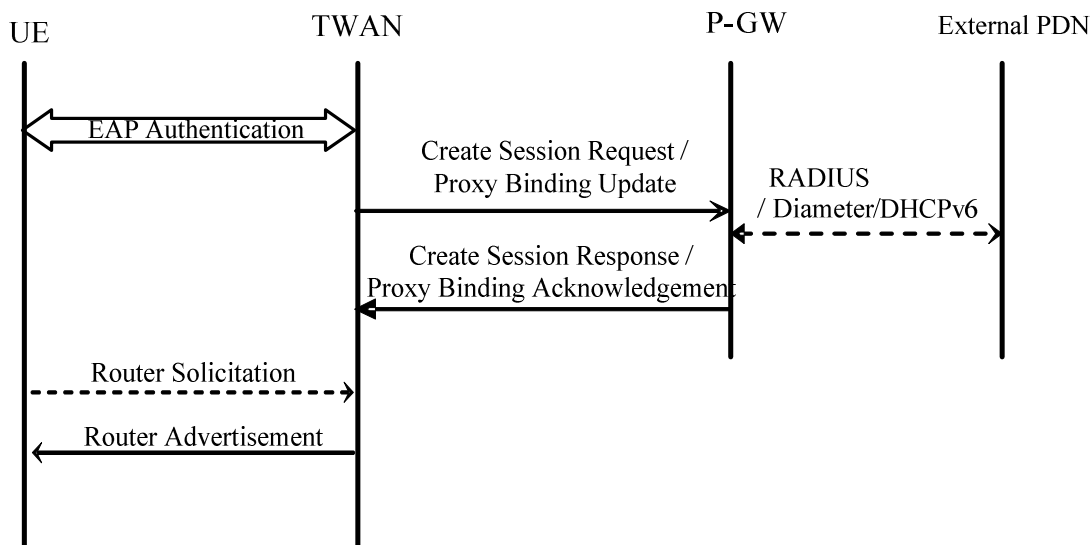 UE
TWAN
P-GW
External PDN
EAP Authentication
Create Session Request /
Proxy Binding Update
RADIUS
/ Diameter/DHCPv6
Create Session Response /
Proxy Binding Acknowledgement
Router Solicitation
Router Advertisement